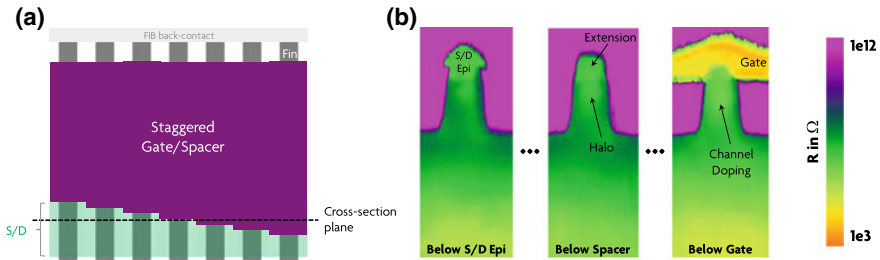 (a)
FIB back-contact
Fin
Staggered
Gate/Spacer
S/D
Cross-section
plane
(b)
S/D
Epi
Below S/D Epi
Extension
Halo
Below Spacer
Gate
Channel
Doping
Below Gate
R in Ω
1e12
1e3